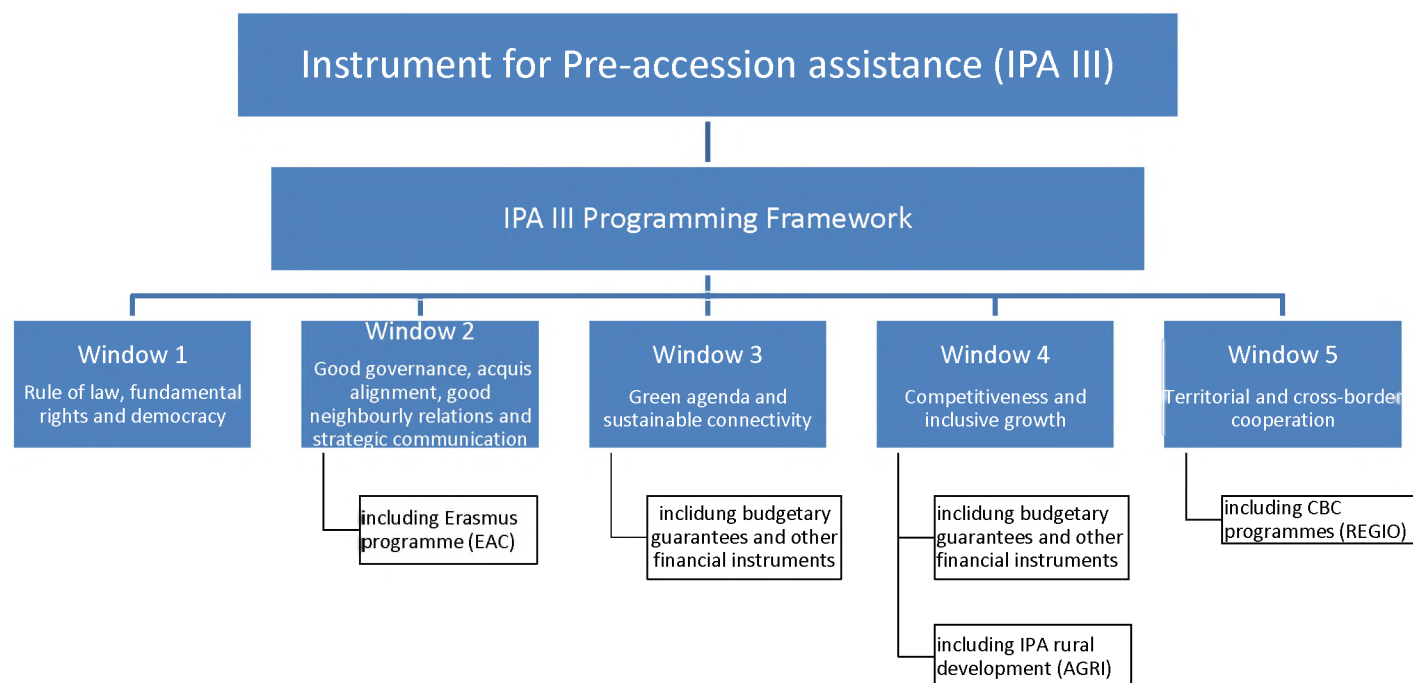 Instrument for Pre-accession assistance (IPA III)
IPA III Programming Framework
Window 1
Rule of law, fundamental
rights and democracy
Window 2
Good governance, acquis
alignment, good
neighbourly relations and
strategic communication
including Erasmus
programme (EAC)
Window 3
Green agenda and
sustainable connectivity
inclidung budgetary
guarantees and other
financial instruments
Window 4
Competitiveness and
inclusive growth
inclidung budgetary
guarantees and other
financial instruments
including IPA rural
development (AGRI)
Window 5
Territorial and cross-border
cooperation
including CBC
programmes (REGIO)